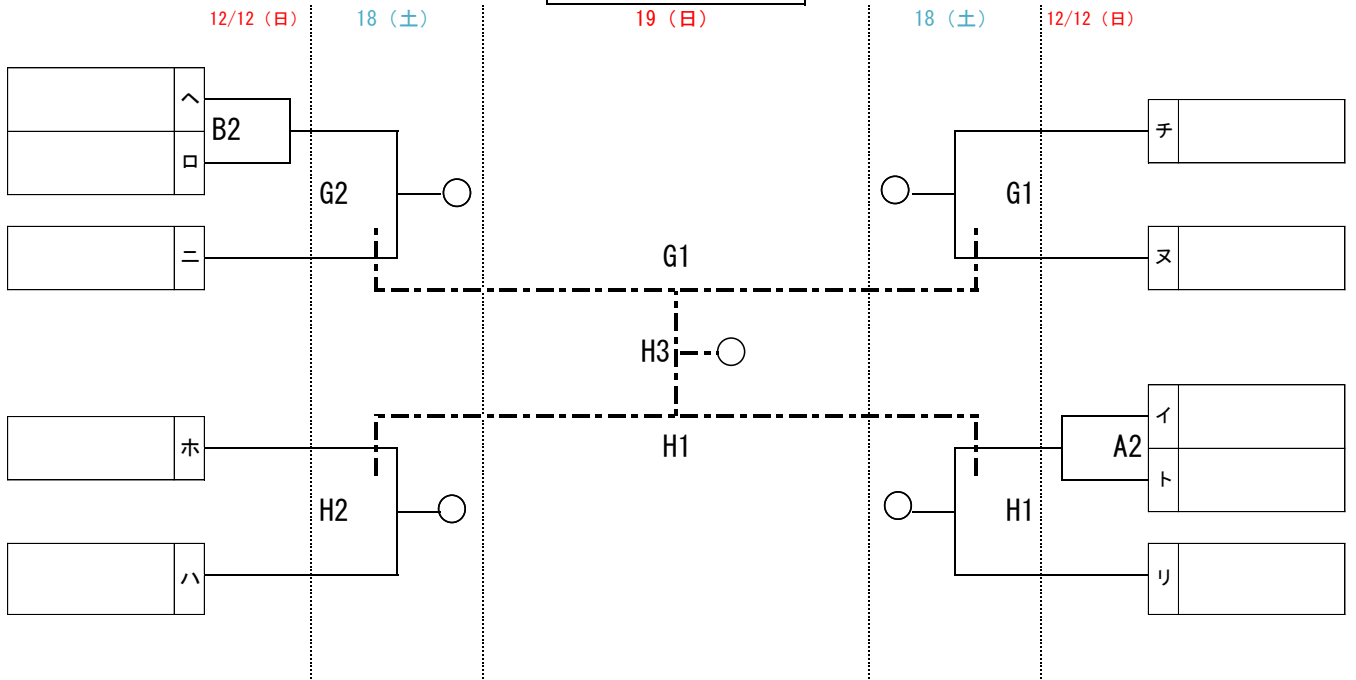 12/12（日） 18（土） 19（日） 18（土） 12/12（日）
ヘ
B2
ロ
チ
G2
G1
ニ
G1
ヌ
H3
イ
ホ
H1
A2
ト
H2
H1
ハ
リ